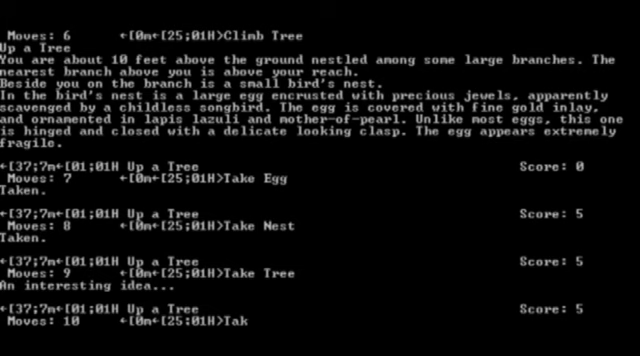 Moves: 6 ←[0m←[25;01H>Climb Tree
Up a Tree
You are about 10 feet above the ground nestled among some large branches. The
nearest branch above you is above your reach.
Beside you on the branch is a small bird's nest.
In the bird's nest is a large egg encrusted with precious jewels, apparently
scavenged by a childless songbird. The egg is covered with fine gold inlay,
and ornamented in lapis lazuli and mother-of-pearl. Unlike most eggs, this one
is hinged and closed with a delicate looking clasp. The egg appears extremely
fragile.
←[37;7m←[01;01H Up a Tree Score: 0
Moves: 7 ←[0m←[25;01H>Take Egg
Taken.
←[37;7m←[01;01H Up a Tree Score: 5
Moves: 8 ←[0m←[25;01H>Take Nest
Taken.
←[37;7m←[01;01H Up a Tree Score: 5
Moves: 9 ←[0m←[25;01H>Take Tree
An interesting idea...
←[37;7m←[01;01H Up a Tree Score: 5
Moves: 10 ←[0m←[25;01H>Tak